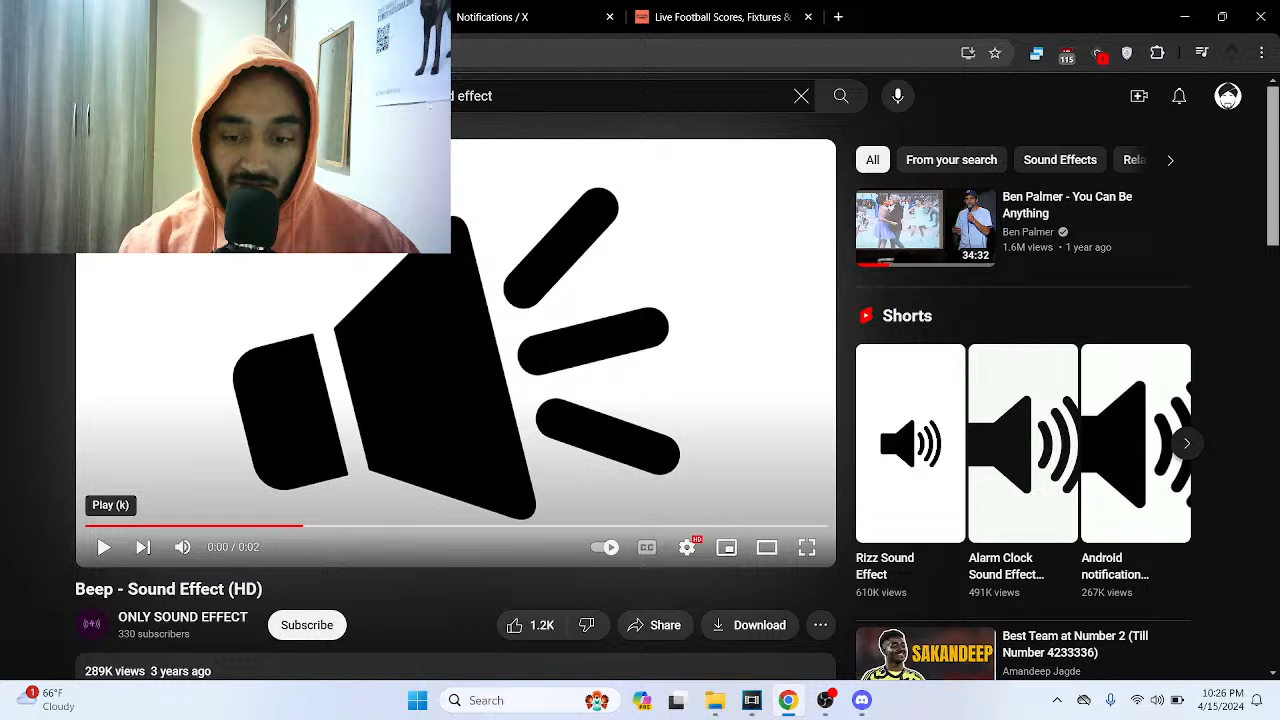 Notifications / X
Live Football Scores, Fixtures &
115
d effect
All
From your search
Sound Effects
Rela
Ben Palmer - You Can Be
Anything
Ben Palmer
1.6M views • 1 year ago
34:32
Shorts
Play (k)
0:00 / 0:02
CC
HD
Rizz Sound
Effect
610K views
Alarm Clock
Sound Effect...
491K views
Android
notification...
267K views
Beep - Sound Effect (HD)
ONLY SOUND EFFECT
330 subscribers
Subscribe
1.2K
Share
Download
289K views 3 years ago
SAKANDEEP
Best Team at Number 2 (Till
Number 4233336)
Amandeep Jagde
1
66°F
Cloudy
Search
PRE
10:26 PM
4/15/2024